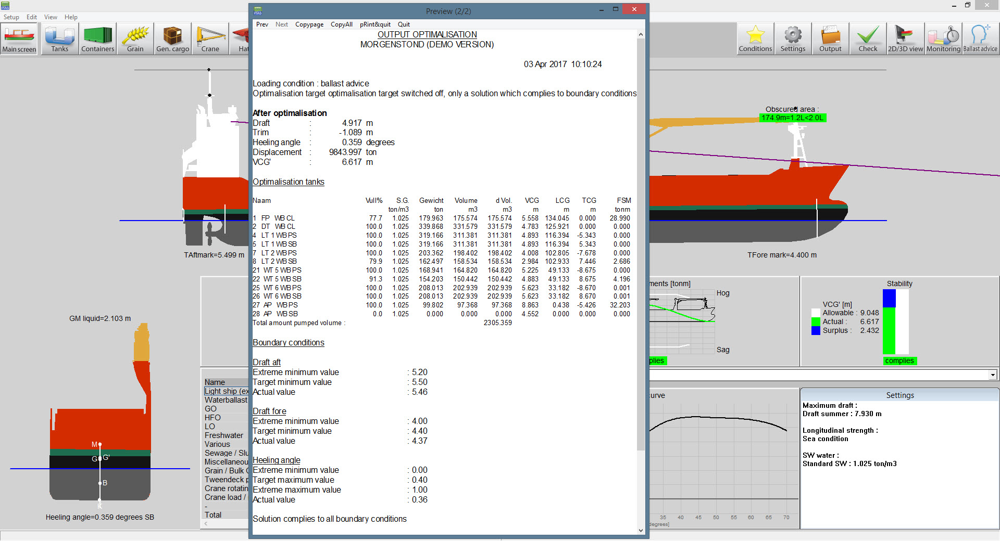 Preview (2/2)
Setup Edit View Help
Main screen
Tanks
Containers
Grain
Gen. cargo
Crane
Hat
Conditions
Settings
Output
Check
2D/3D view
Monitoring
Ballast advice
Prev Next Copypage CopyAll pRint&quit Quit
OUTPUT OPTIMALISATION
MORGENSTOND (DEMO VERSION)
03 Apr 2017 10:10:24
Loading condition : ballast advice
Optimalisation target optimalisation target switched off, only a solution which complies to boundary conditions
After optimalisation
Draft : 4.917 m
Trim : -1.089 m
Heeling angle : 0.359 degrees
Displacement : 9843.997 ton
VCG' : 6.617 m
Optimalisation tanks
Naam Vull% S.G. Gewicht Volume d Vol. VCG LCG TCG FSM
ton/m3 ton m3 m3 m m m tonm
1 FP WB CL 77.7 1.025 179.963 175.574 175.574 5.558 134.045 0.000 28.990
2 DT WB CL 100.0 1.025 339.868 331.579 331.579 4.783 125.921 0.000 0.000
4 LT 1 WB PS 100.0 1.025 319.166 311.381 311.381 4.893 116.394 -5.343 0.000
5 LT 1 WB SB 100.0 1.025 319.166 311.381 311.381 4.893 116.394 5.343 0.000
7 LT 2 WB PS 100.0 1.025 203.362 198.402 198.402 4.008 102.805 -7.678 0.000
8 LT 2 WB SB 79.9 1.025 162.497 158.534 158.534 2.984 102.933 7.446 2.686
21 WT 5 WB PS 100.0 1.025 168.941 164.820 164.820 5.225 49.133 -8.675 0.000
22 WT 5 WB SB 91.3 1.025 154.203 150.442 150.442 4.883 49.133 8.675 4.196
25 WT 6 WB PS 100.0 1.025 208.013 202.939 202.939 5.623 33.182 -8.670 0.001
26 WT 6 WB SB 100.0 1.025 208.013 202.939 202.939 5.623 33.182 8.670 0.001
27 AP WB PS 100.0 1.025 99.802 97.368 97.368 8.863 0.438 -5.426 32.203
28 AP WB SB 0.0 1.025 0.000 0.000 0.000 4.552 0.000 0.000 0.000
Total amount pumped volume : 2305.359
Boundary conditions
Draft aft
Extreme minimum value : 5.20
Target minimum value : 5.50
Actual value : 5.46
Draft fore
Extreme minimum value : 4.00
Target minimum value : 4.40
Actual value : 4.37
Heeling angle
Extreme minimum value : 0.00
Target maximum value : 0.40
Extreme maximum value : 1.00
Actual value : 0.36
Solution complies to all boundary conditions
TAftmark=5.499 m
GM liquid=2.103 m
M
G G'
B
K
Heeling angle=0.359 degrees SB
Name
Light ship (ex
Waterballast
GO
HFO
LO
Freshwater
Various
Sewage / Slu
Miscellaneou
Grain / Bulk C
Tweendeck p
Crane rotatin
Crane load /
-
Total
Obscured area :
174.9m=1.2L<2.0L
TFore mark=4.400 m
ments [tonm]
Hog
Sag
plies
Stability
VCG' [m]
Allowable : 9.048
Actual : 6.617
Surplus : 2.432
complies
curve
35 40 45 50 55 60 65 70
degrees]
Settings
Maximum draft :
Draft summer : 7.930 m
Longitudinal strength :
Sea condition
SW water :
Standard SW : 1.025 ton/m3